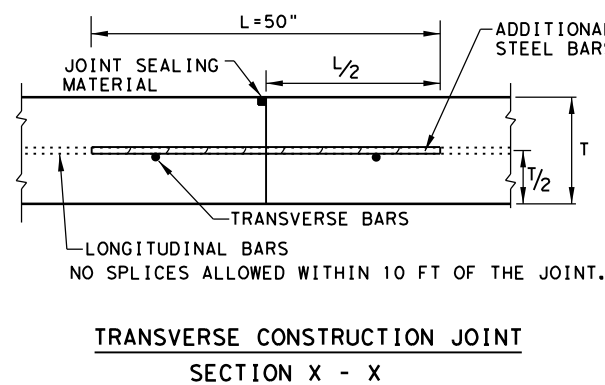 L=50"
ADDITIONAL
STEEL BARS
JOINT SEALING
MATERIAL
L/2
T
T/2
TRANSVERSE BARS
LONGITUDINAL BARS
NO SPLICES ALLOWED WITHIN 10 FT OF THE JOINT.
TRANSVERSE CONSTRUCTION JOINT
SECTION X - X